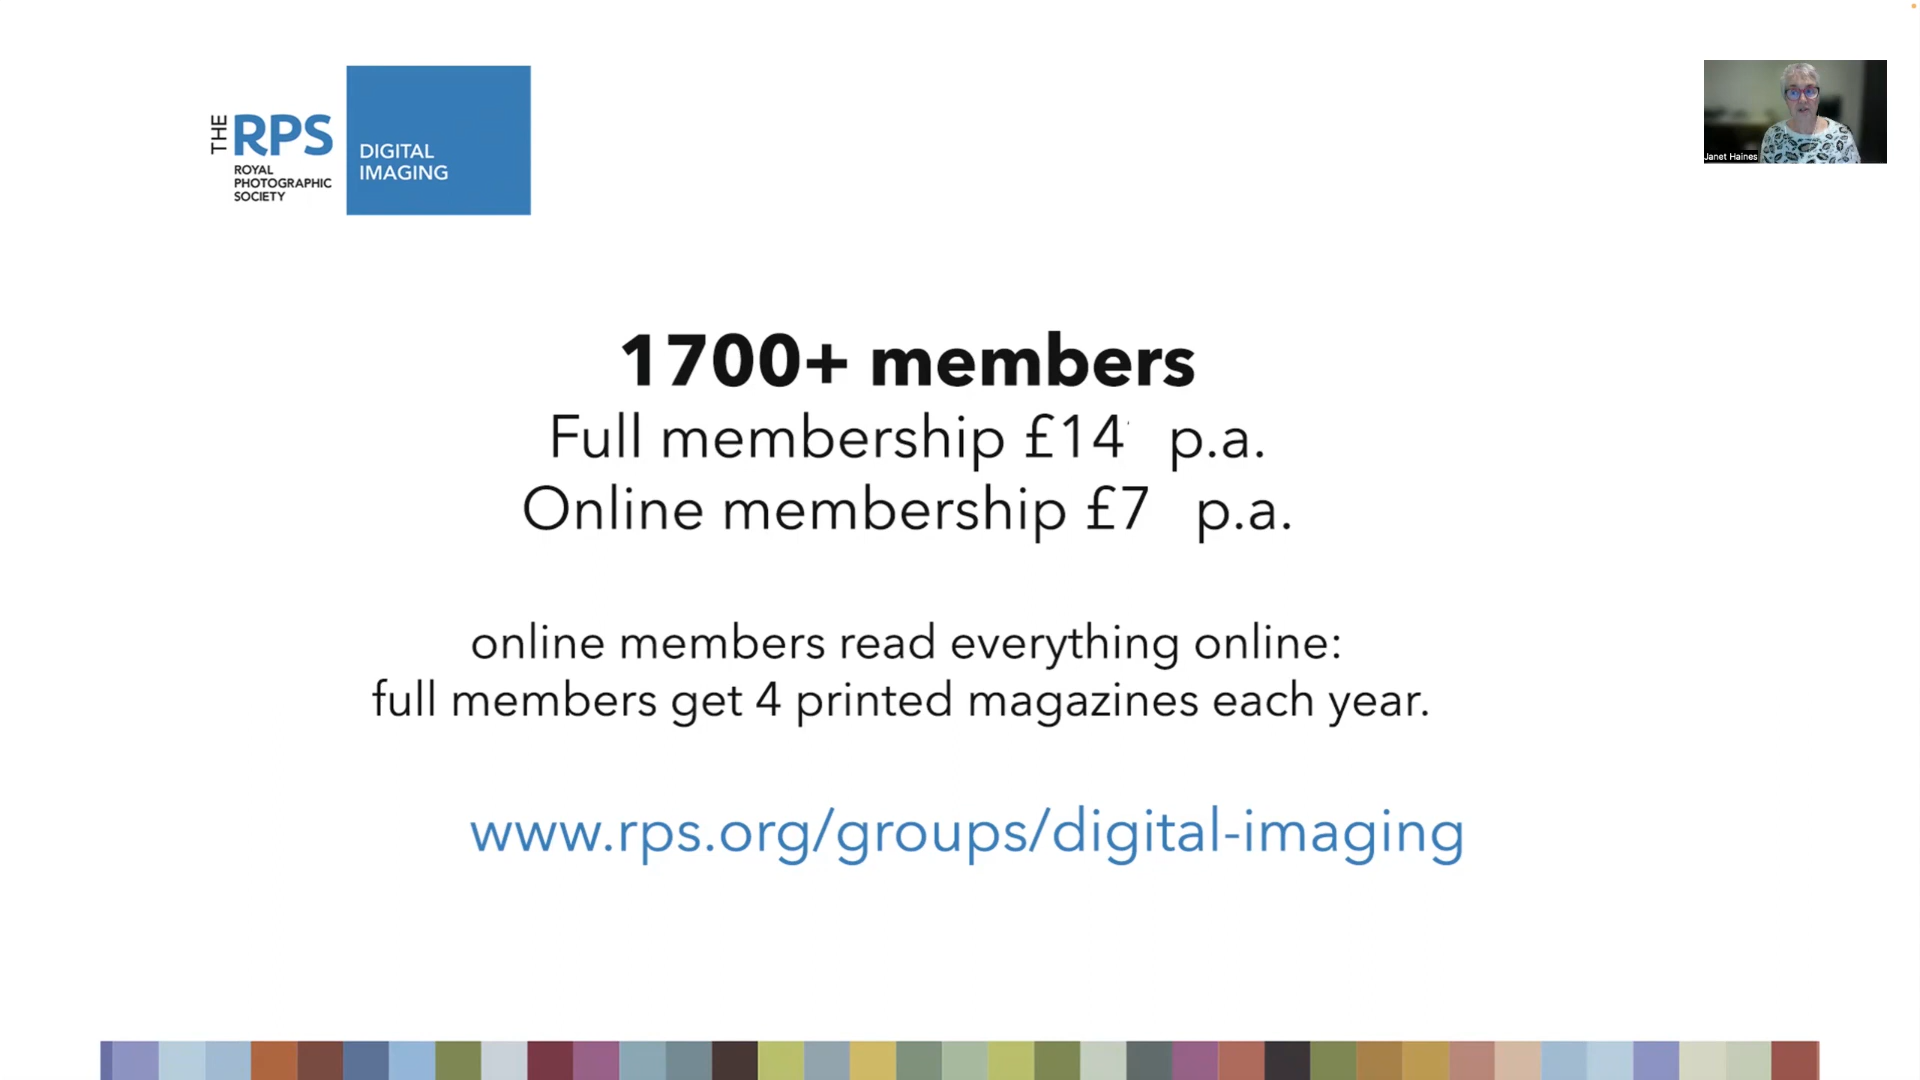 THE RPS
ROYAL
PHOTOGRAPHIC
SOCIETY
DIGITAL
IMAGING
Janet Haines
1700+ members
Full membership £14 p.a.
Online membership £7 p.a.
online members read everything online:
full members get 4 printed magazines each year.
www.rps.org/groups/digital-imaging